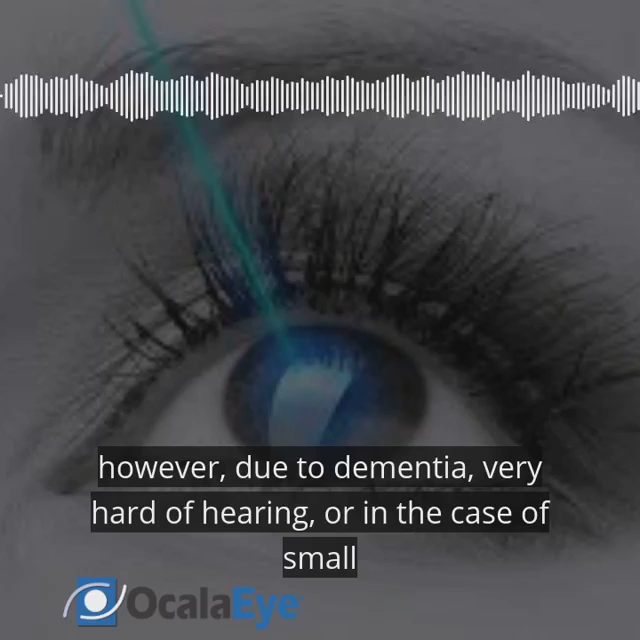 however, due to dementia, very
hard of hearing, or in the case of
small
OcalaEye